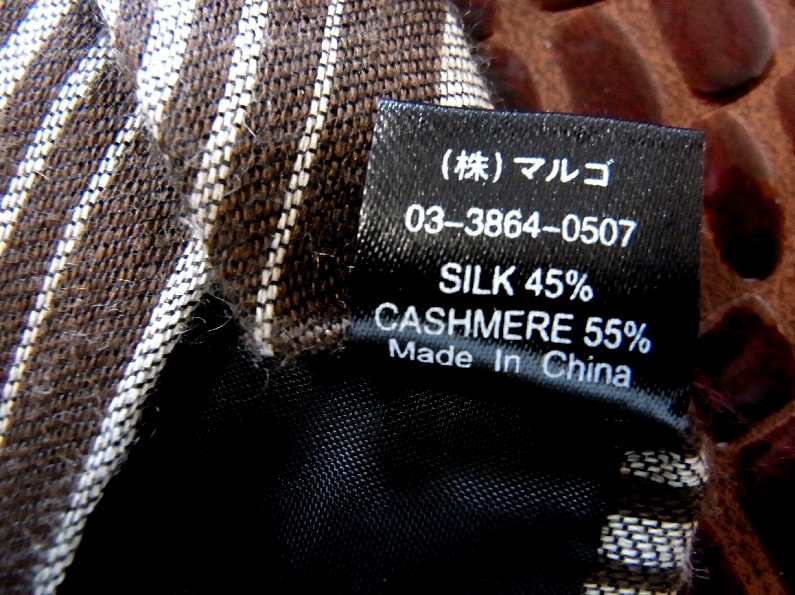 (株)マルゴ
03-3864-0507
SILK 45%
CASHMERE 55%
Made In China